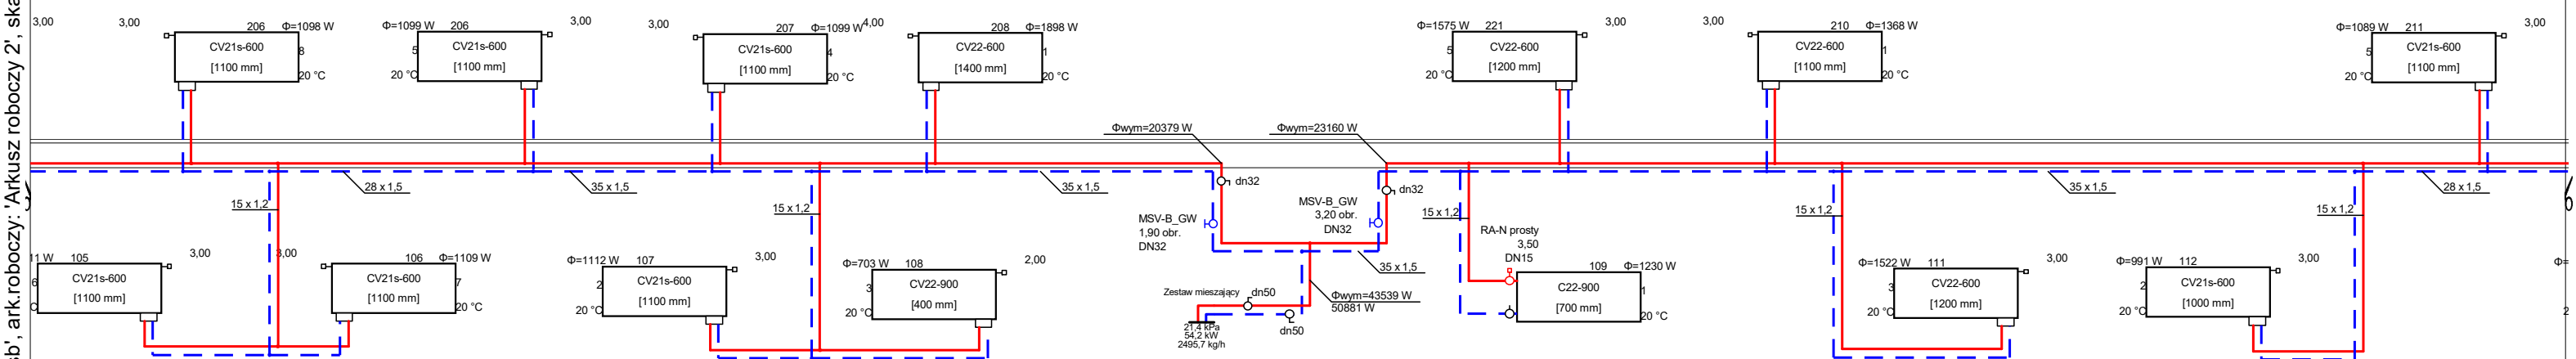 3,00
3,00
206 Φ=1098 W
CV21s-600
8
[1100 mm]
20 °C
Φ=1099 W 206
5
CV21s-600
[1100 mm]
20 °C
3,00
3,00
207 Φ=1099 W
CV21s-600
4
[1100 mm]
20 °C
4,00
208 Φ=1898 W
CV22-600
1
[1400 mm]
20 °C
Φ=1575 W 221
5
CV22-600
[1200 mm]
20 °C
3,00
3,00
210 Φ=1368 W
CV22-600
1
[1100 mm]
20 °C
Φ=1089 W 211
5
CV21s-600
[1100 mm]
20 °C
3,00
Φwym=20379 W
Φwym=23160 W
28 x 1,5
35 x 1,5
35 x 1,5
dn32
dn32
35 x 1,5
28 x 1,5
15 x 1,2
15 x 1,2
MSV-B_GW
1,90 obr.
DN32
MSV-B_GW
3,20 obr.
DN32
15 x 1,2
15 x 1,2
15 x 1,2
RA-N prosty
3,50
DN15
11 W 105
6
CV21s-600
[1100 mm]
3,00
3,00
106 Φ=1109 W
CV21s-600
7
[1100 mm]
20 °C
Φ=1112 W 107
2
CV21s-600
[1100 mm]
20 °C
3,00
Φ=703 W 108
3
CV22-900
[400 mm]
20 °C
2,00
35 x 1,5
Zestaw mieszający
dn50
Φwym=43539 W
50881 W
dn50
21,4 kPa
54,2 kW
2495,7 kg/h
109 Φ=1230 W
C22-900
1
[700 mm]
20 °C
Φ=1522 W 111
3
CV22-600
[1200 mm]
20 °C
3,00
Φ=991 W 112
2
CV21s-600
[1000 mm]
20 °C
3,00
Φ=
sb', ark.roboczy: 'Arkusz roboczy 2', ska